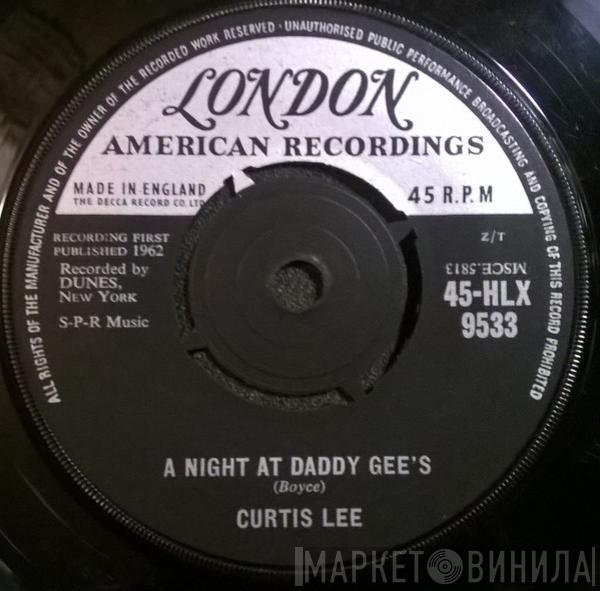 ALL RIGHTS OF THE MANUFACTURER AND OF THE OWNER OF THE RECORDED WORK RESERVED · UNAUTHORISED PUBLIC PERFORMANCE BROADCASTING AND COPYING OF THIS RECORD PROHIBITED
LONDON
AMERICAN RECORDINGS
MADE IN ENGLAND
THE DECCA RECORD CO. LTD.
45 R.P.M
RECORDING FIRST
PUBLISHED 1962
Recorded by
DUNES,
NEW YORK
S-P-R Music
Z/T
MSCE.5813
45-HLX
9533
A NIGHT AT DADDY GEE'S
(Boyce)
CURTIS LEE
МАРКЕТ ВИНИЛА